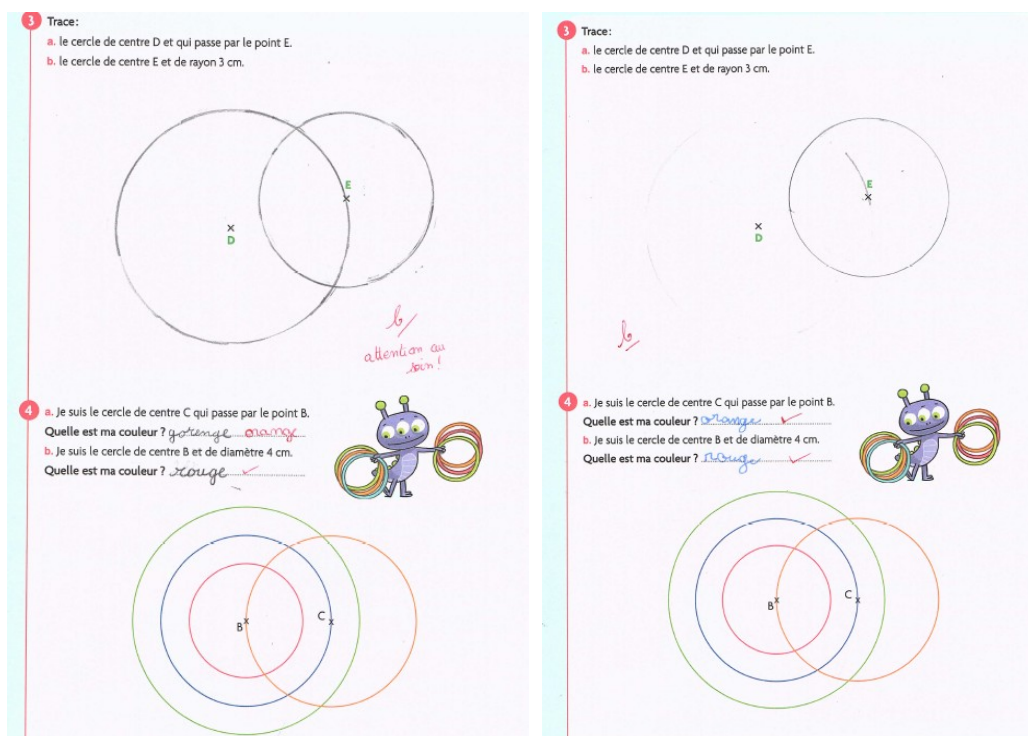 3 Trace:
a. le cercle de centre D et qui passe par le point E.
b. le cercle de centre E et de rayon 3 cm.
E
D
b
attention au
soin!
4 a. Je suis le cercle de centre C qui passe par le point B.
Quelle est ma couleur ? gorenge orange
b. Je suis le cercle de centre B et de diamètre 4 cm.
Quelle est ma couleur ? rouge
B
C
3 Trace:
a. le cercle de centre D et qui passe par le point E.
b. le cercle de centre E et de rayon 3 cm.
E
D
b
4 a. Je suis le cercle de centre C qui passe par le point B.
Quelle est ma couleur ? orange
b. Je suis le cercle de centre B et de diamètre 4 cm.
Quelle est ma couleur ? rouge
B
C